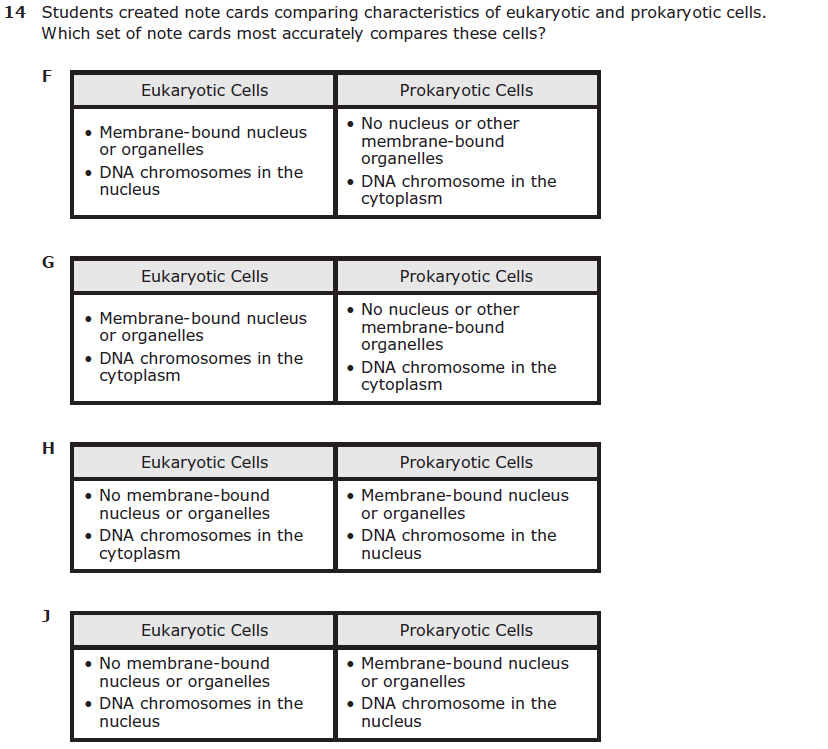 14 Students created note cards comparing characteristics of eukaryotic and prokaryotic cells.
Which set of note cards most accurately compares these cells?
F
Eukaryotic Cells
Prokaryotic Cells
• Membrane-bound nucleus
or organelles
• DNA chromosomes in the
nucleus
• No nucleus or other
membrane-bound
organelles
• DNA chromosome in the
cytoplasm
G
Eukaryotic Cells
Prokaryotic Cells
• Membrane-bound nucleus
or organelles
• DNA chromosomes in the
cytoplasm
• No nucleus or other
membrane-bound
organelles
• DNA chromosome in the
cytoplasm
H
Eukaryotic Cells
Prokaryotic Cells
• No membrane-bound
nucleus or organelles
• DNA chromosomes in the
cytoplasm
• Membrane-bound nucleus
or organelles
• DNA chromosome in the
nucleus
J
Eukaryotic Cells
Prokaryotic Cells
• No membrane-bound
nucleus or organelles
• DNA chromosomes in the
nucleus
• Membrane-bound nucleus
or organelles
• DNA chromosome in the
nucleus